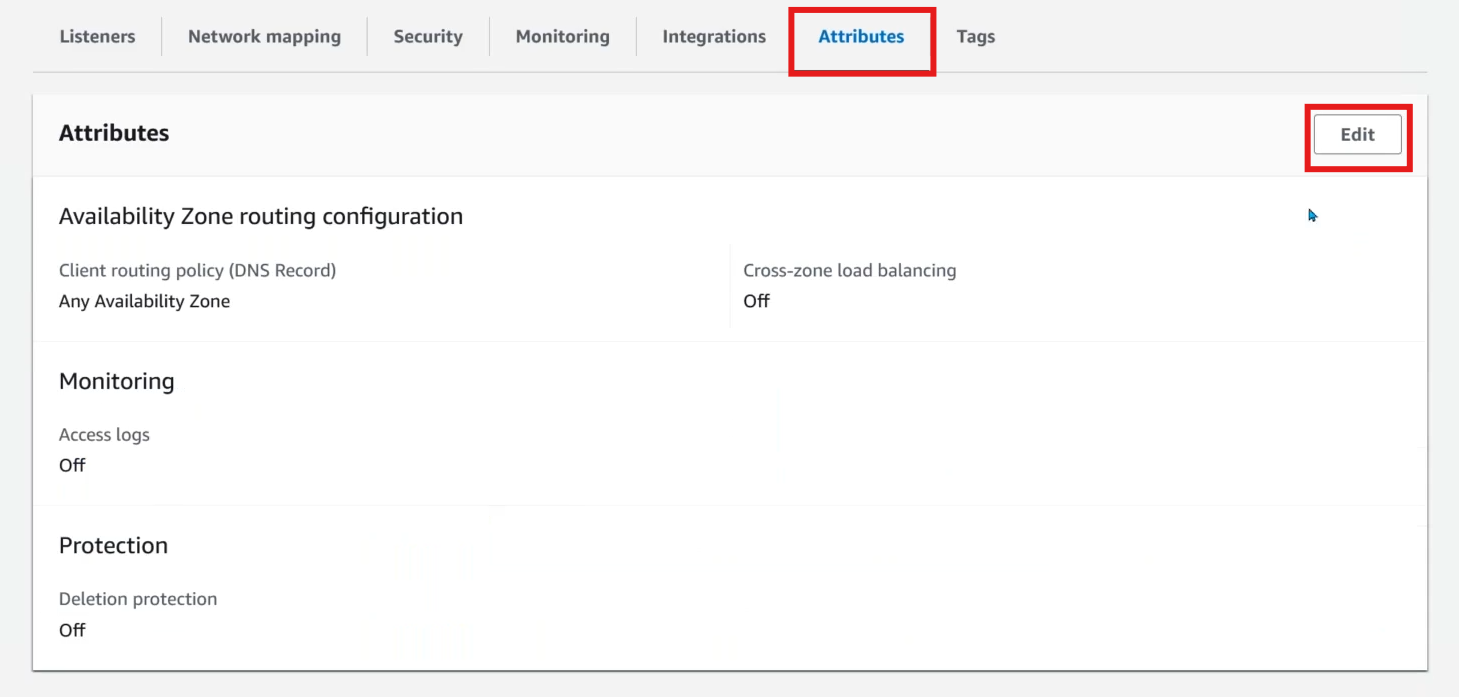 Listeners Network mapping Security Monitoring Integrations Attributes Tags
Attributes Edit
Availability Zone routing configuration
Client routing policy (DNS Record) Cross-zone load balancing
Any Availability Zone Off
Monitoring
Access logs
Off
Protection
Deletion protection
Off